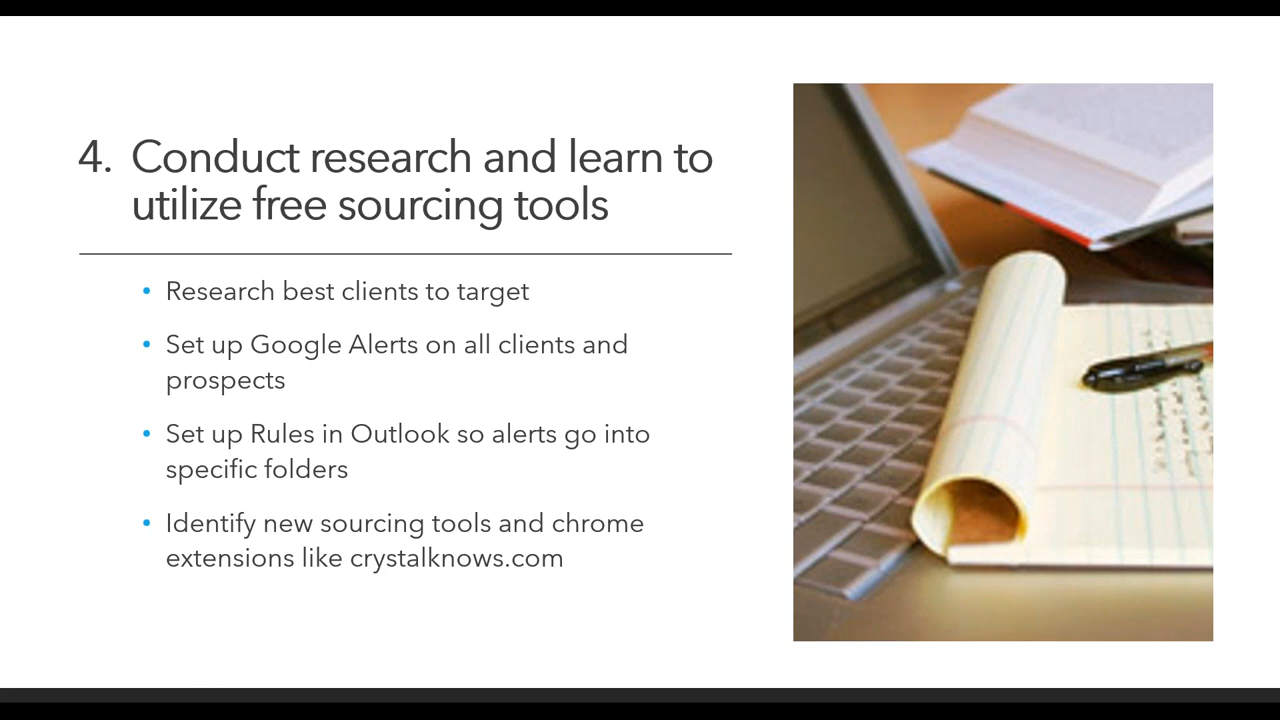 4. Conduct research and learn to
utilize free sourcing tools
• Research best clients to target
• Set up Google Alerts on all clients and
prospects
• Set up Rules in Outlook so alerts go into
specific folders
• Identify new sourcing tools and chrome
extensions like crystalknows.com